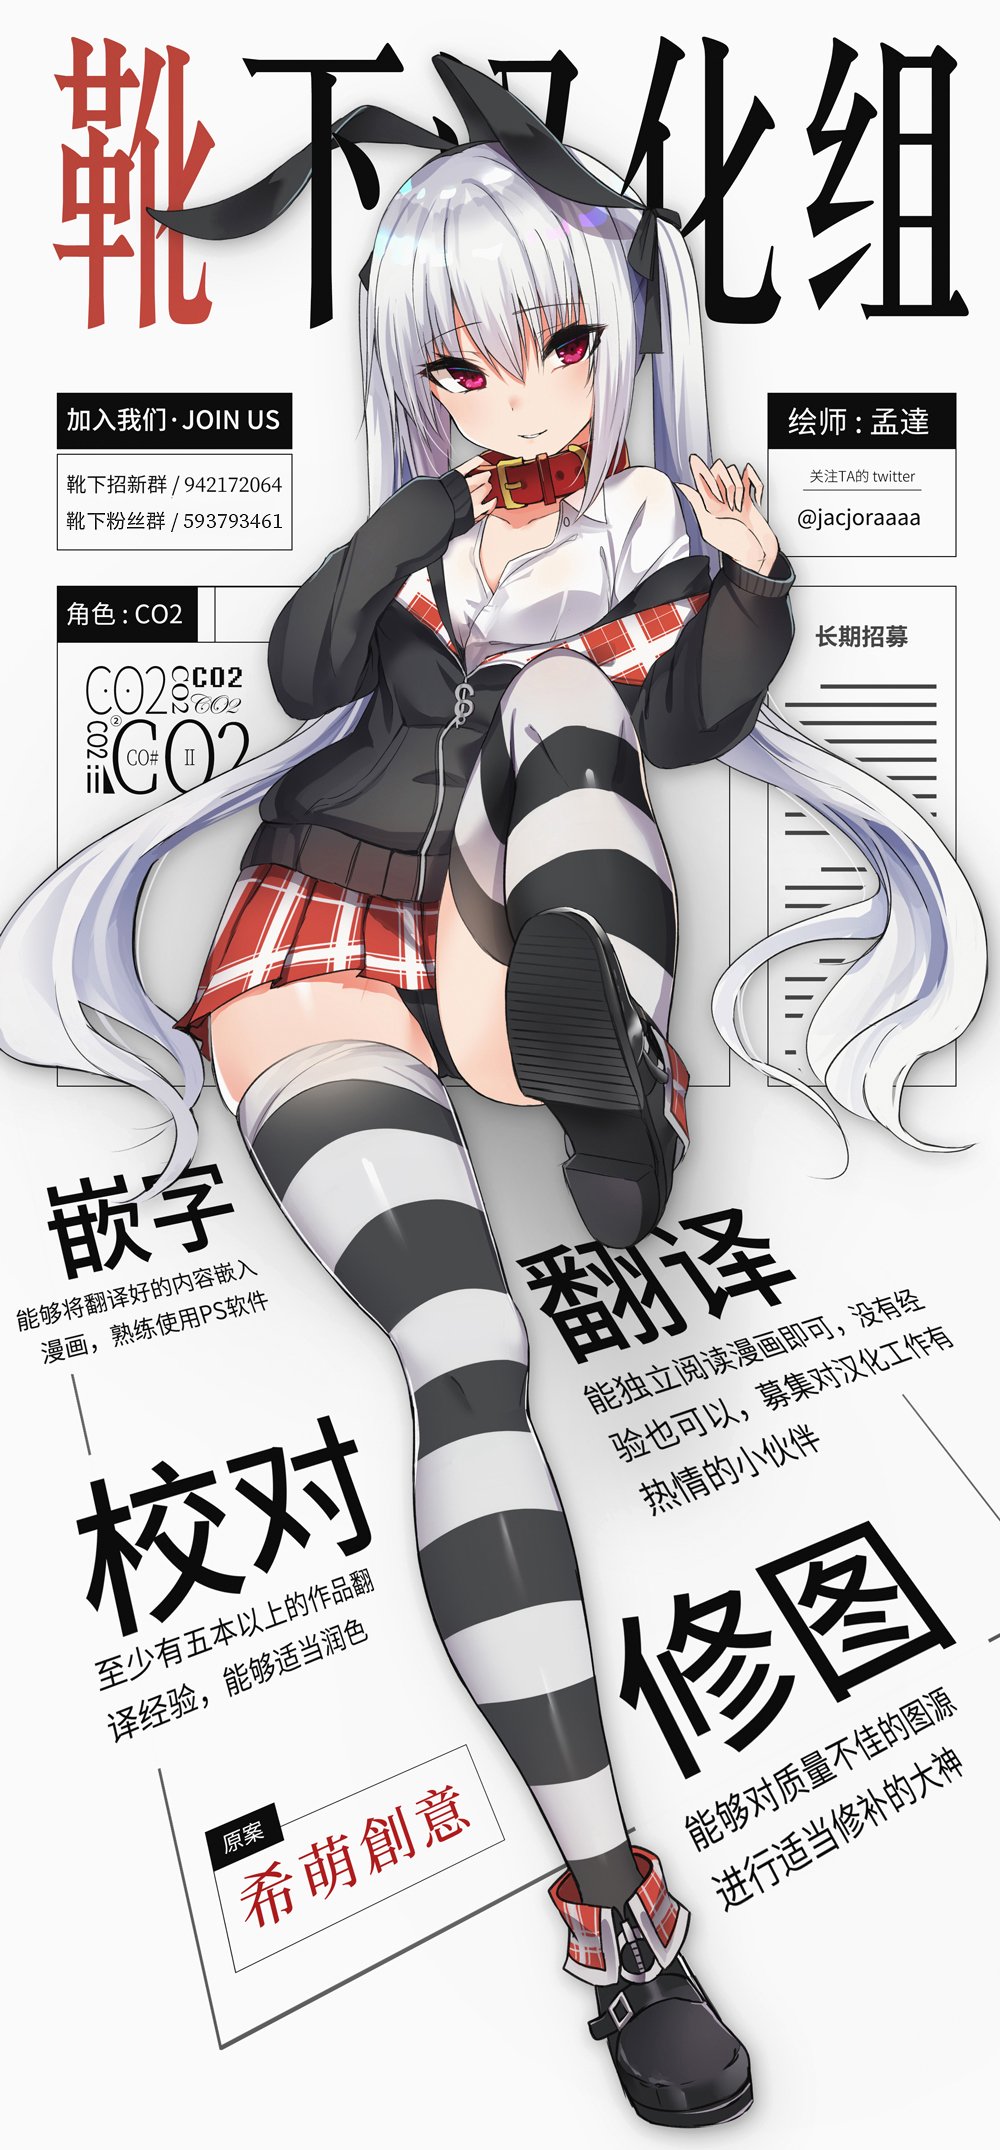 靴下汉化组
加入我们·JOIN US
靴下招新群 / 942172064
靴下粉丝群 / 593793461
绘师 : 孟達
关注TA的 twitter
@jacjoraaaa
角色 : CO2
CO2
CO2
CO2
CO2
CO2
②
CO2
CO#
II
ii
长期招募
嵌字
能够将翻译好的内容嵌入
漫画，熟练使用PS软件
翻译
能独立阅读漫画即可，没有经
验也可以，募集对汉化工作有
热情的小伙伴
校对
至少有五本以上的作品翻
译经验，能够适当润色
修图
能够对质量不佳的图源
进行适当修补的大神
原案
希萌創意